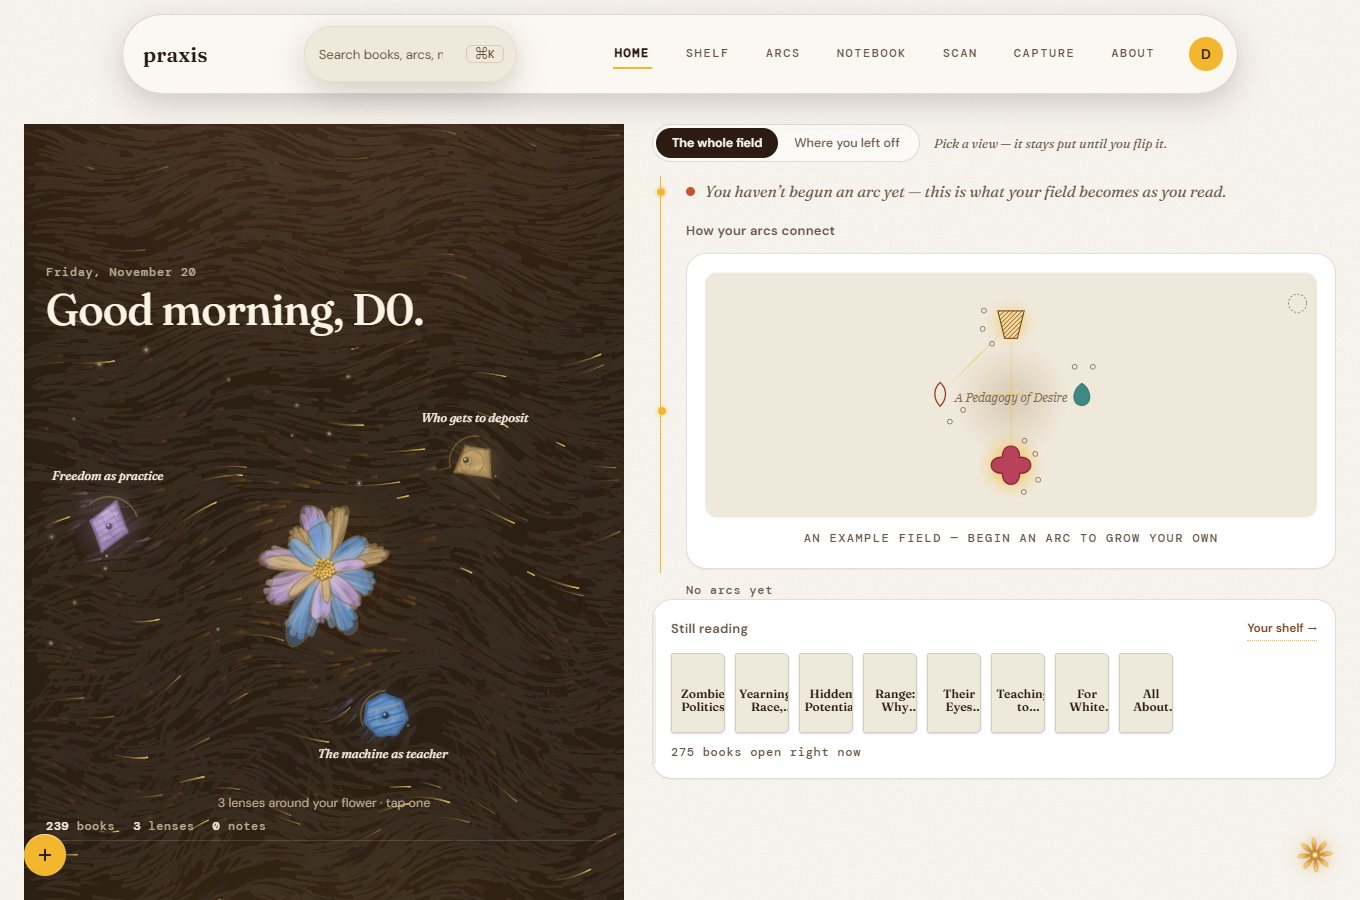 praxis
Search books, arcs, n
⌘K
HOME
SHELF
ARCS
NOTEBOOK
SCAN
CAPTURE
ABOUT
D
Friday, November 20
Good morning, D0.
Who gets to deposit
Freedom as practice
The machine as teacher
3 lenses around your flower · tap one
239 books 3 lenses 0 notes
+
The whole field
Where you left off
Pick a view — it stays put until you flip it.
You haven’t begun an arc yet — this is what your field becomes as you read.
How your arcs connect
A Pedagogy of Desire
AN EXAMPLE FIELD — BEGIN AN ARC TO GROW YOUR OWN
No arcs yet
Still reading
Your shelf →
Zombie
Politics
Yearning
Race,..
Hidden
Potentia
Range:
Why..
Their
Eyes..
Teaching
to...
For
White.
All
About.
275 books open right now